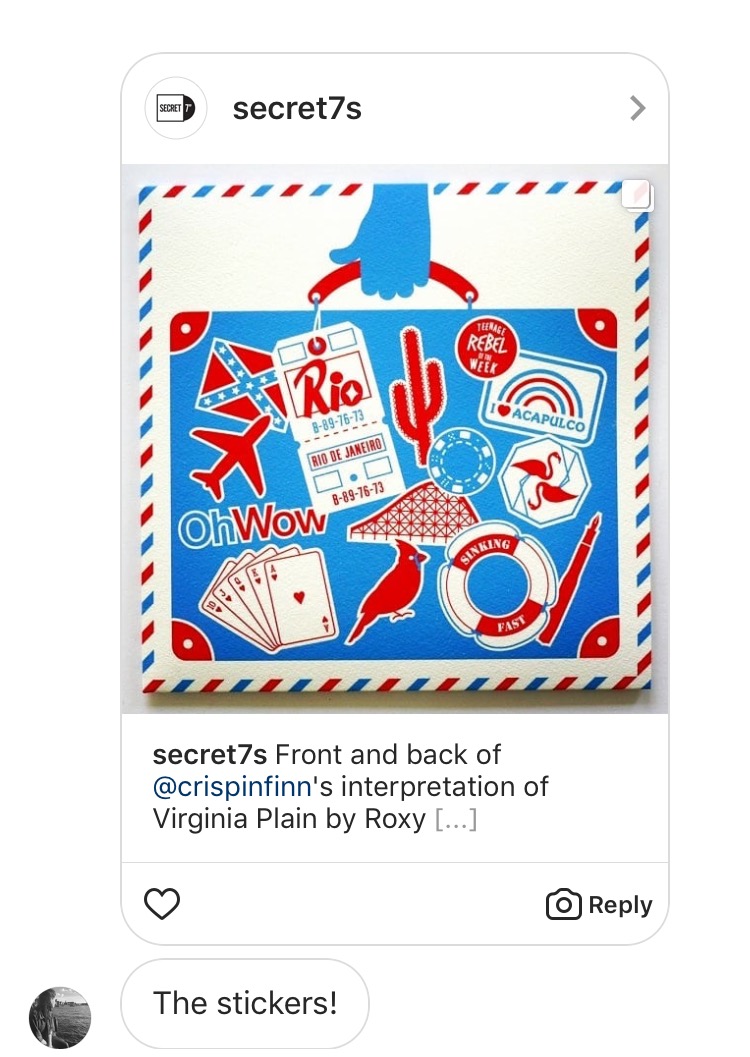 SECRET 7"
secret7s
TEENAGE
REBEL
OF THE
WEEK
Rio
B-89-76-73
RIO DE JANEIRO
B-89-76-73
I ♥ ACAPULCO
OhWow
10
J
Q
K
A
A
SINKING
FAST
secret7s Front and back of
@crispinfinn's interpretation of
Virginia Plain by Roxy [...]
Reply
The stickers!